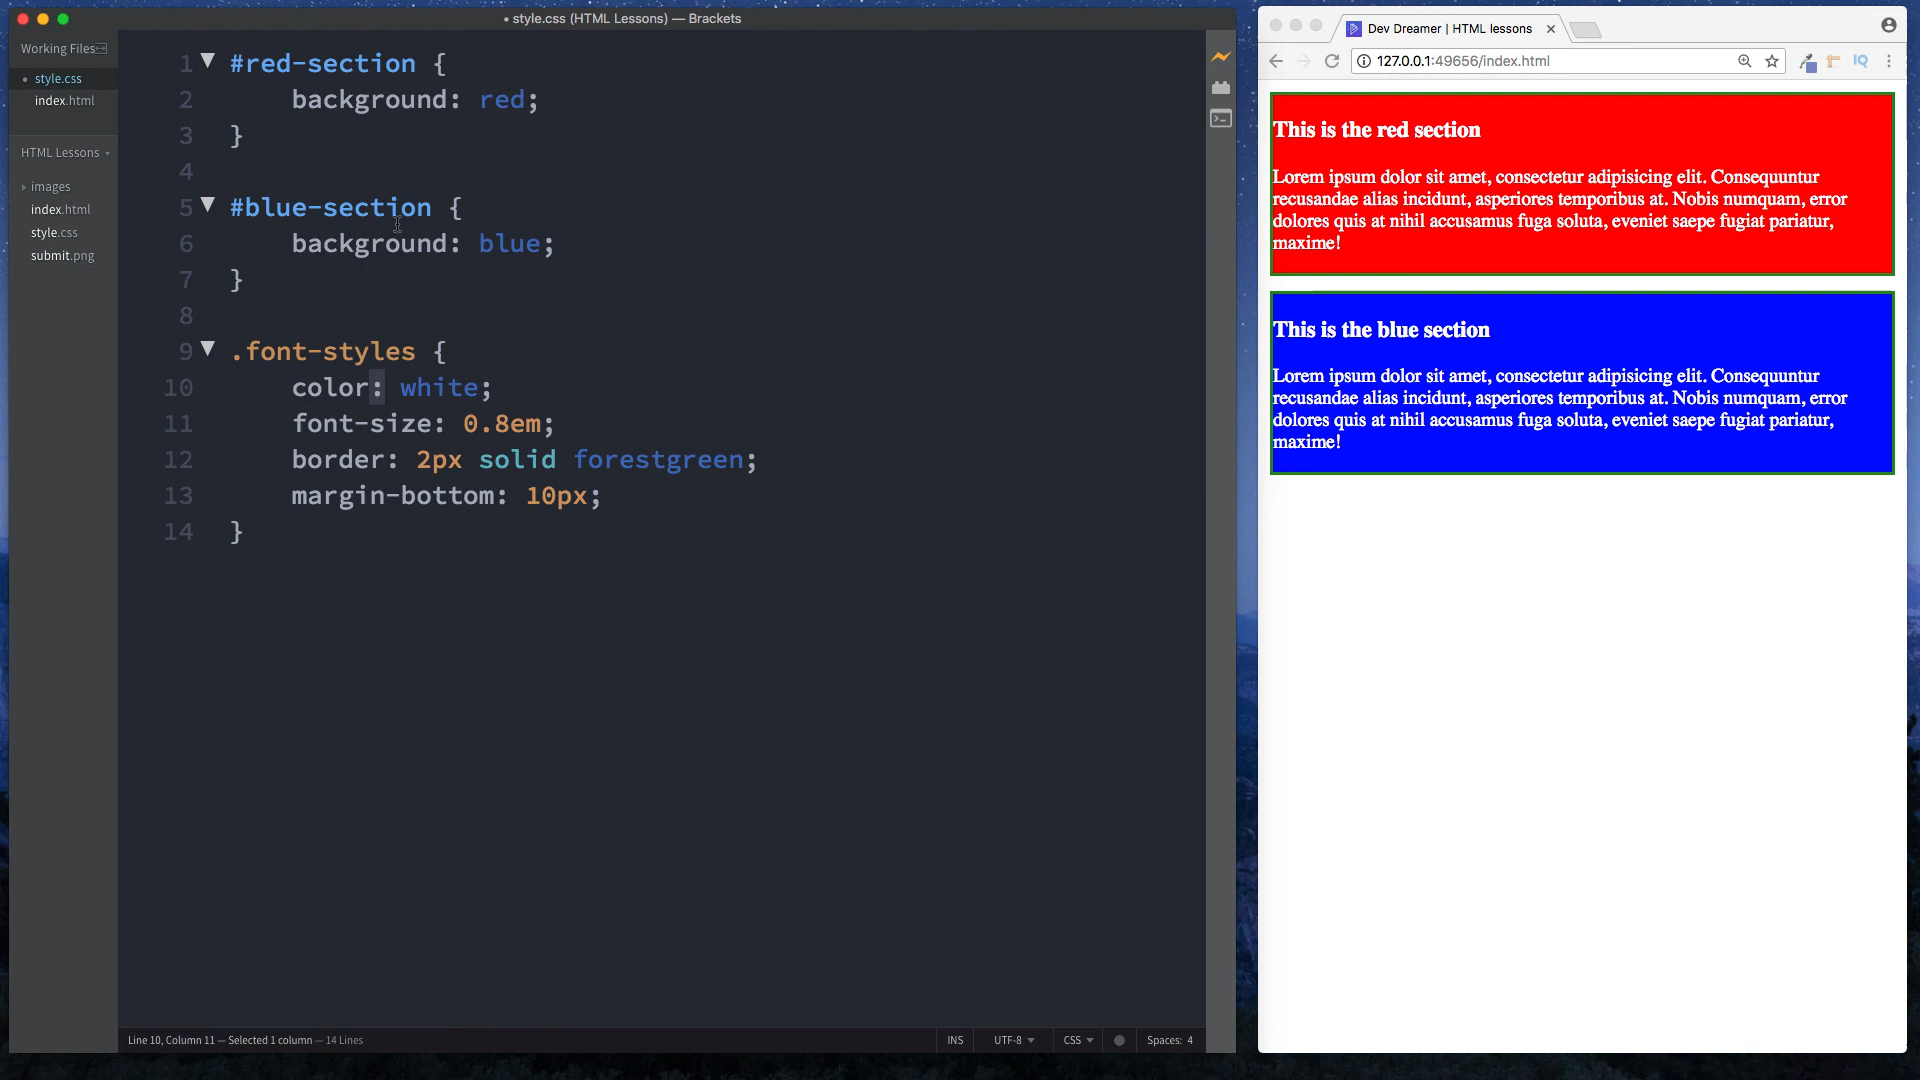 • style.css (HTML Lessons) — Brackets
Working Files
• style.css
index.html
HTML Lessons
images
index.html
style.css
submit.png
1 #red-section {
2 background: red;
3 }
4
5 #blue-section {
6 background: blue;
7 }
8
9 .font-styles {
10 color: white;
11 font-size: 0.8em;
12 border: 2px solid forestgreen;
13 margin-bottom: 10px;
14 }
Line 10, Column 11 — Selected 1 column — 14 Lines
INS
UTF-8
CSS
Spaces: 4
Dev Dreamer | HTML lessons
127.0.0.1:49656/index.html
IQ
This is the red section
Lorem ipsum dolor sit amet, consectetur adipisicing elit. Consequuntur
recusandae alias incidunt, asperiores temporibus at. Nobis numquam, error
dolores quis at nihil accusamus fuga soluta, eveniet saepe fugiat pariatur,
maxime!
This is the blue section
Lorem ipsum dolor sit amet, consectetur adipisicing elit. Consequuntur
recusandae alias incidunt, asperiores temporibus at. Nobis numquam, error
dolores quis at nihil accusamus fuga soluta, eveniet saepe fugiat pariatur,
maxime!